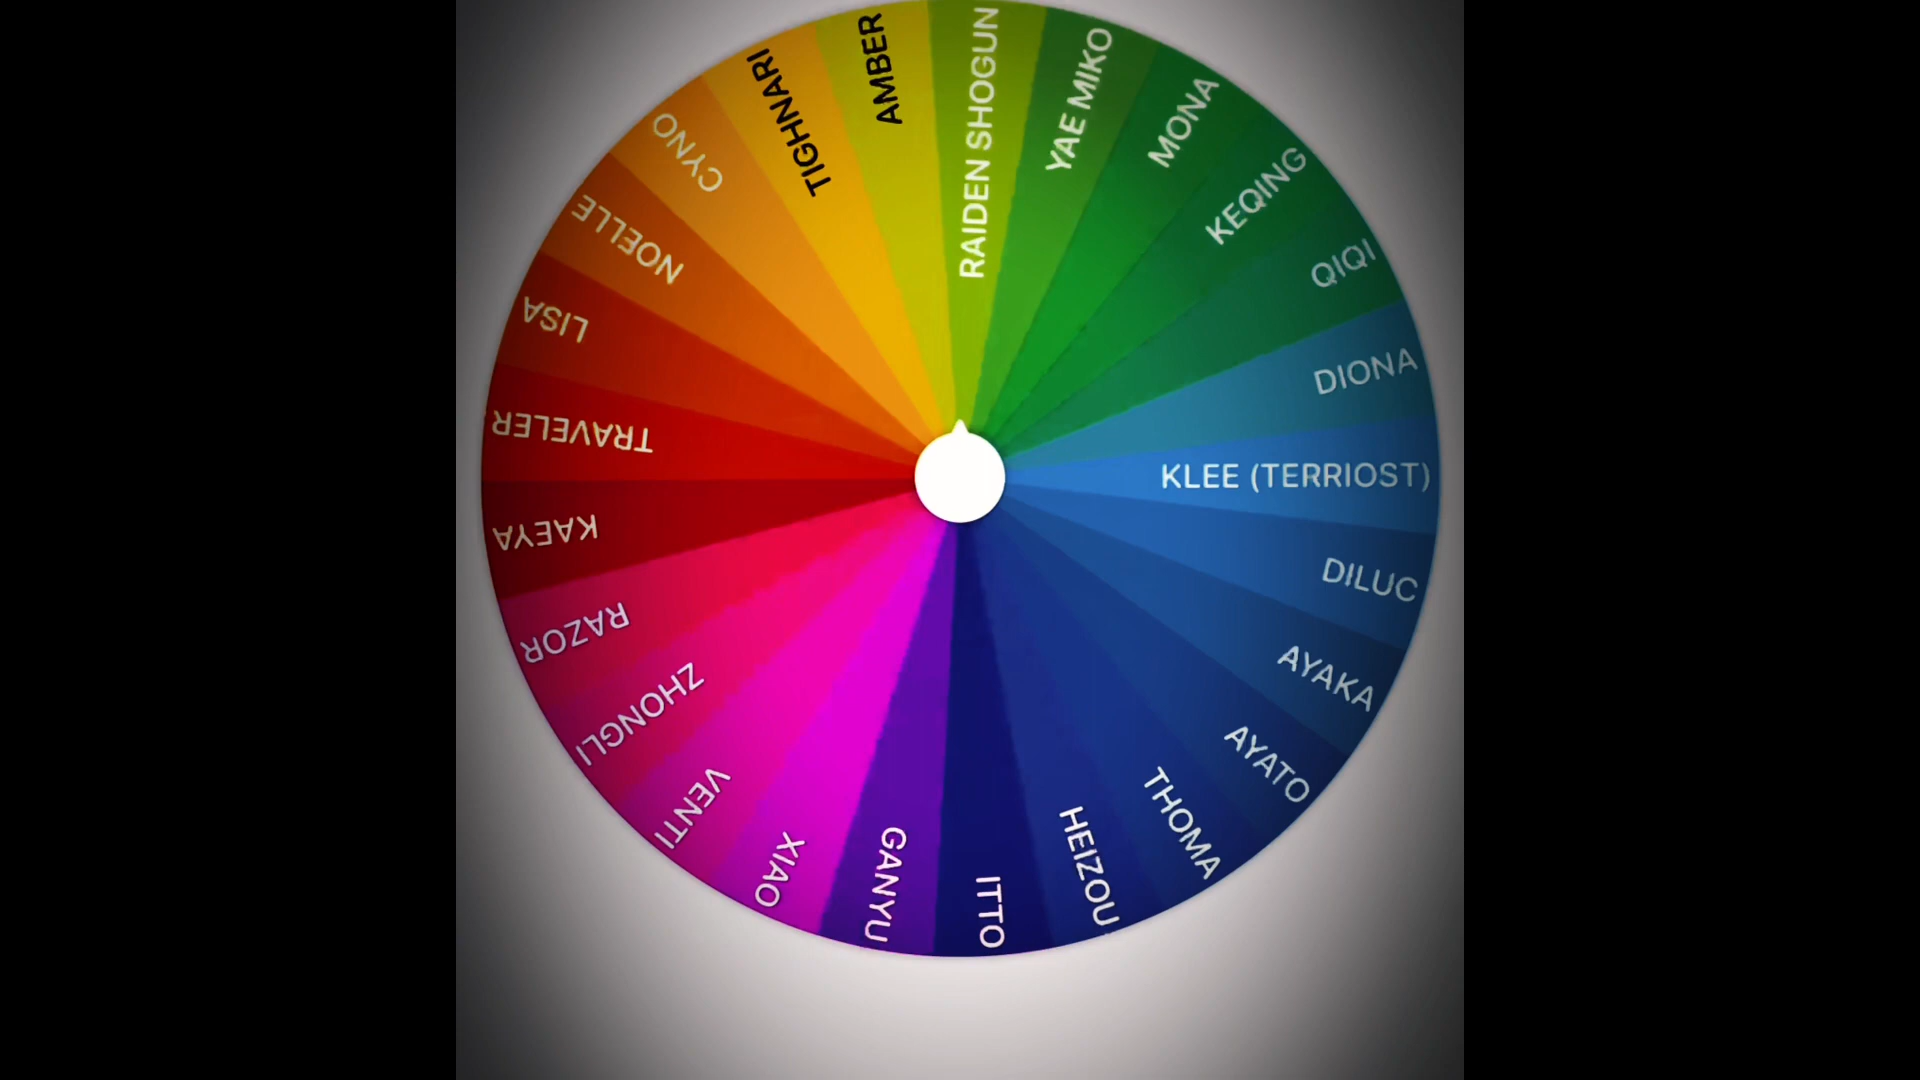 RAIDEN SHOGUN
YAE MIKO
MONA
KEQING
QIQI
DIONA
KLEE (TERRIOST)
DILUC
AYAKA
AYATO
THOMA
HEIZOU
ITTO
GANYU
XIAO
VENTI
ZHONGLI
RAZOR
KAEYA
TRAVELER
LISA
NOELLE
CYNO
TIGHNARI
AMBER